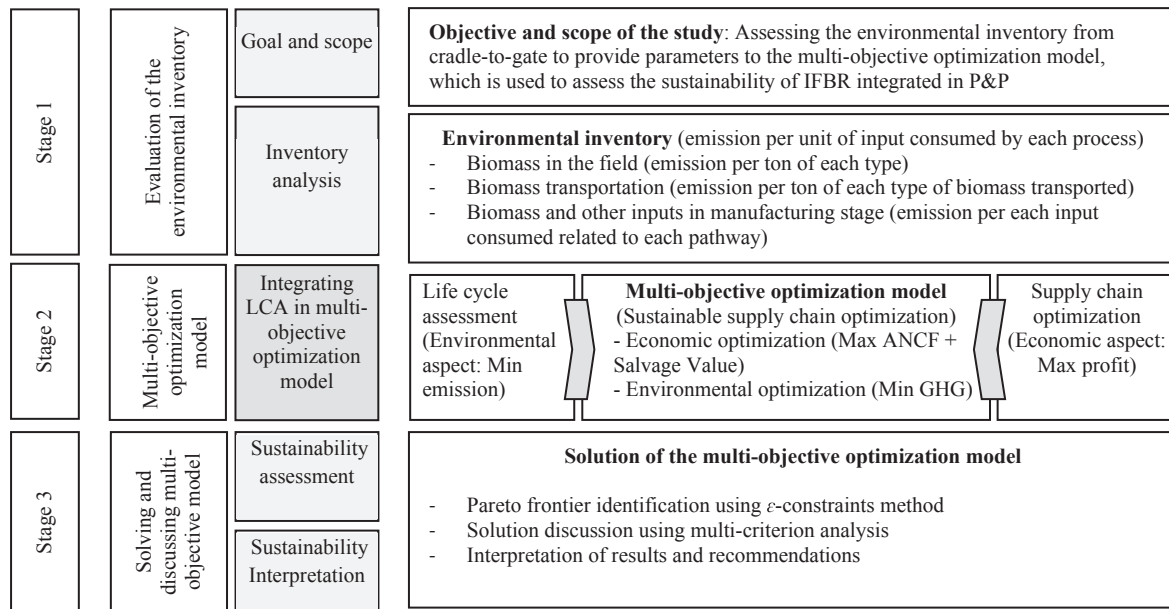 Stage 1
Evaluation of the
environmental inventory
Goal and scope
Objective and scope of the study: Assessing the environmental inventory from
cradle-to-gate to provide parameters to the multi-objective optimization model,
which is used to assess the sustainability of IFBR integrated in P&P
Inventory
analysis
Environmental inventory (emission per unit of input consumed by each process)
- Biomass in the field (emission per ton of each type)
- Biomass transportation (emission per ton of each type of biomass transported)
- Biomass and other inputs in manufacturing stage (emission per each input
consumed related to each pathway)
Stage 2
Multi-objective
optimization
model
Integrating
LCA in multi-
objective
optimization
model
Life cycle
assessment
(Environmental
aspect: Min
emission)
Multi-objective optimization model
(Sustainable supply chain optimization)
- Economic optimization (Max ANCF +
Salvage Value)
- Environmental optimization (Min GHG)
Supply chain
optimization
(Economic aspect:
Max profit)
Stage 3
Solving and
discussing multi-
objective model
Sustainability
assessment
Sustainability
Interpretation
Solution of the multi-objective optimization model
- Pareto frontier identification using ε-constraints method
- Solution discussion using multi-criterion analysis
- Interpretation of results and recommendations